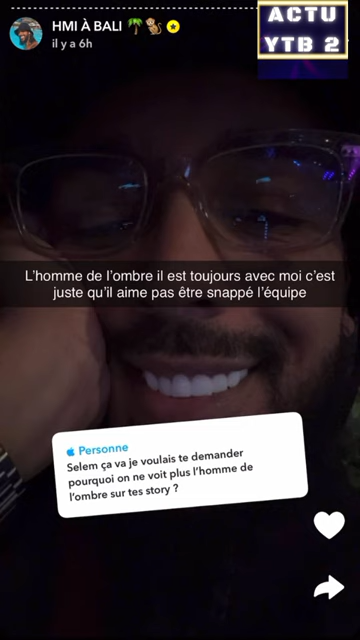 HMI À BALI 🌴🐒
il y a 6h
ACTU
YTB 2
L'homme de l'ombre il est toujours avec moi c'est
juste qu'il aime pas être snappé l'équipe
Personne
Selem ça va je voulais te demander
pourquoi on ne voit plus l'homme de
l'ombre sur tes story ?